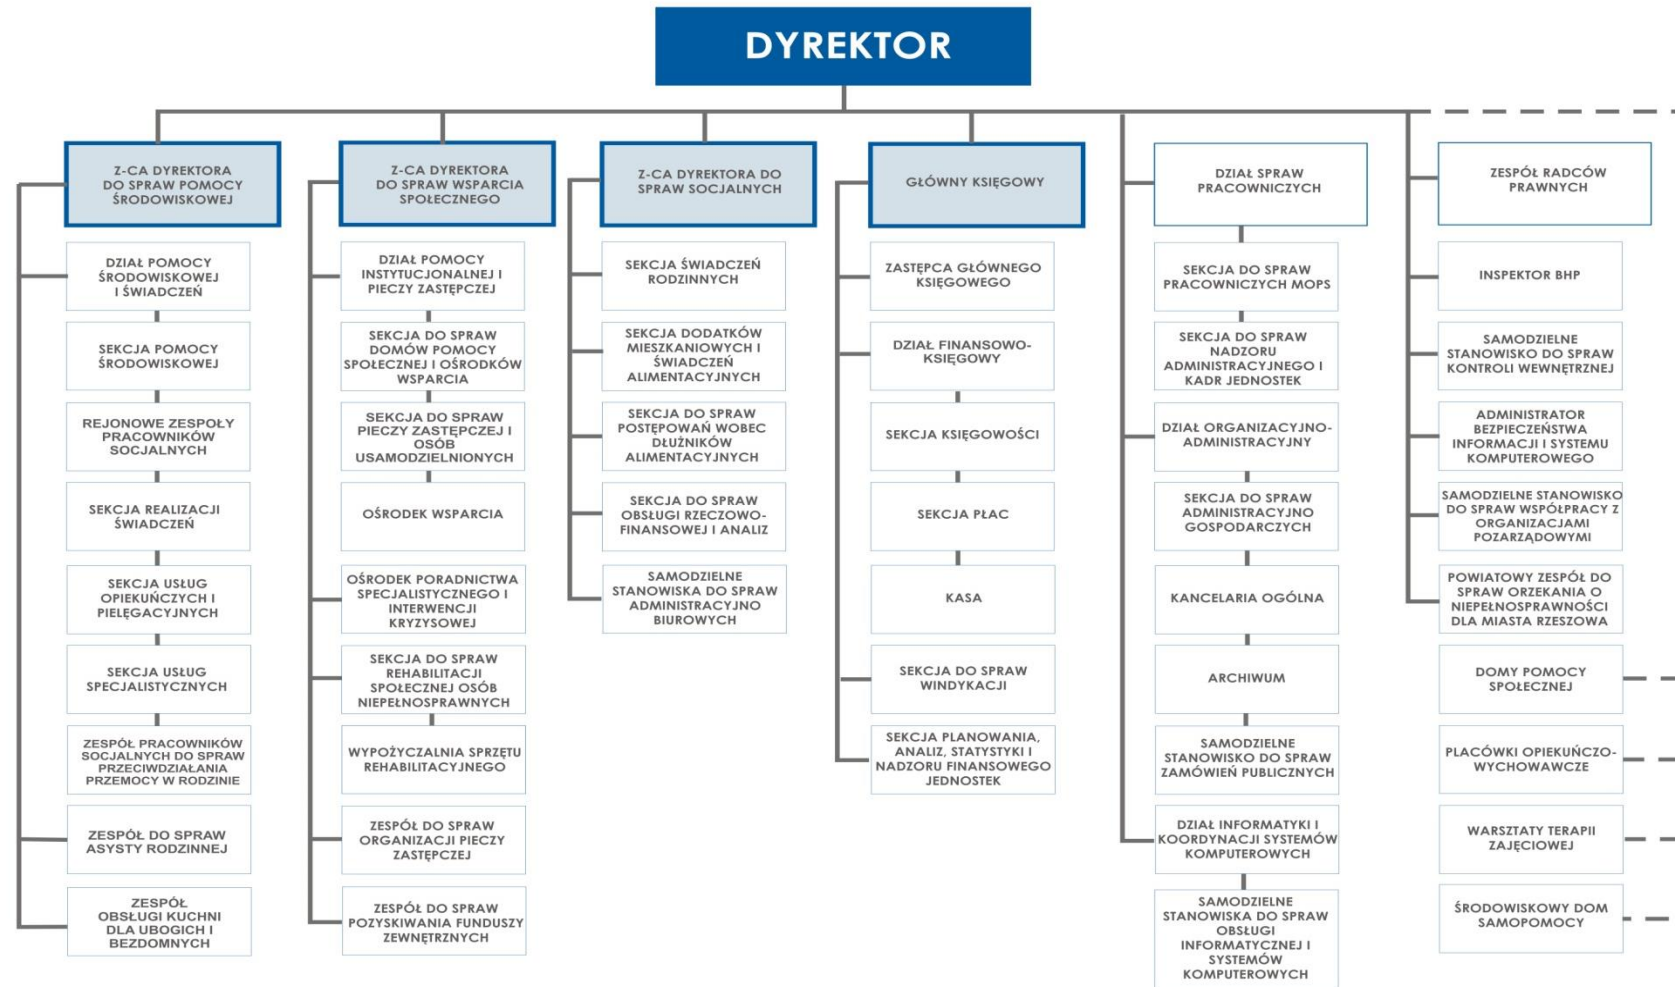 DYREKTOR
Z-CA DYREKTORA
DO SPRAW POMOCY
ŚRODOWISKOWEJ
DZIAŁ POMOCY
ŚRODOWISKOWEJ
I ŚWIADCZEŃ
SEKCJA POMOCY
ŚRODOWISKOWEJ
REJONOWE ZESPOŁY
PRACOWNIKÓW
SOCJALNYCH
SEKCJA REALIZACJI
ŚWIADCZEŃ
SEKCJA USŁUG
OPIEKUŃCZYCH I
PIELĘGACYJNYCH
SEKCJA USŁUG
SPECJALISTYCZNYCH
ZESPÓŁ PRACOWNIKÓW
SOCJALNYCH DO SPRAW
PRZECIWDZIAŁANIA
PRZEMOCY W RODZINIE
ZESPÓŁ DO SPRAW
ASYSTY RODZINNEJ
ZESPÓŁ
OBSŁUGI KUCHNI
DLA UBOGICH I
BEZDOMNYCH
Z-CA DYREKTORA
DO SPRAW WSPARCIA
SPOŁECZNEGO
DZIAŁ POMOCY
INSTYTUCJONALNEJ I
PIECZY ZASTĘPCZEJ
SEKCJA DO SPRAW
DOMÓW POMOCY
SPOŁECZNEJ I OŚRODKÓW
WSPARCIA
SEKCJA DO SPRAW
PIECZY ZASTĘPCZEJ I
OSÓB
USAMODZIELNIONYCH
OŚRODEK WSPARCIA
OŚRODEK PORADNICTWA
SPECJALISTYCZNEGO I
INTERWENCJI
KRYZYSOWEJ
SEKCJA DO SPRAW
REHABILITACJI
SPOŁECZNEJ OSÓB
NIEPEŁNOSPRAWNYCH
WYPOŻYCZALNIA SPRZĘTU
REHABILITACYJNEGO
ZESPÓŁ DO SPRAW
ORGANIZACJI PIECZY
ZASTĘPCZEJ
ZESPÓŁ DO SPRAW
POZYSKIWANIA FUNDUSZY
ZEWNĘTRZNYCH
Z-CA DYREKTORA DO
SPRAW SOCJALNYCH
SEKCJA ŚWIADCZEŃ
RODZINNYCH
SEKCJA DODATKÓW
MIESZKANIOWYCH I
ŚWIADCZEŃ
ALIMENTACYJNYCH
SEKCJA DO SPRAW
POSTĘPOWAŃ WOBEC
DŁUŻNIKÓW
ALIMENTACYJNYCH
SEKCJA DO SPRAW
OBSŁUGI RZECZOWO-
FINANSOWEJ I ANALIZ
SAMODZIELNE
STANOWISKA DO SPRAW
ADMINISTRACYJNO
BIUROWYCH
GŁÓWNY KSIĘGOWY
ZASTĘPCA GŁÓWNEGO
KSIĘGOWEGO
DZIAŁ FINANSOWO-
KSIĘGOWY
SEKCJA KSIĘGOWOŚCI
SEKCJA PŁAC
KASA
SEKCJA DO SPRAW
WINDYKACJI
SEKCJA PLANOWANIA,
ANALIZ, STATYSTYKI I
NADZORU FINANSOWEGO
JEDNOSTEK
DZIAŁ SPRAW
PRACOWNICZYCH
SEKCJA DO SPRAW
PRACOWNICZYCH MOPS
SEKCJA DO SPRAW
NADZORU
ADMINISTRACYJNEGO I
KADR JEDNOSTEK
DZIAŁ ORGANIZACYJNO-
ADMINISTRACYJNY
SEKCJA DO SPRAW
ADMINISTRACYJNO
GOSPODARCZYCH
KANCELARIA OGÓLNA
ARCHIWUM
SAMODZIELNE
STANOWISKO DO SPRAW
ZAMÓWIEŃ PUBLICZNYCH
DZIAŁ INFORMATYKI I
KOORDYNACJI SYSTEMÓW
KOMPUTEROWYCH
SAMODZIELNE
STANOWISKA DO SPRAW
OBSŁUGI
INFORMATYCZNEJ I
SYSTEMÓW
KOMPUTEROWYCH
ZESPÓŁ RADCÓW
PRAWNYCH
INSPEKTOR BHP
SAMODZIELNE
STANOWISKO DO SPRAW
KONTROLI WEWNĘTRZNEJ
ADMINISTRATOR
BEZPIECZEŃSTWA
INFORMACJI I SYSTEMU
KOMPUTEROWEGO
SAMODZIELNE STANOWISKO
DO SPRAW WSPÓŁPRACY Z
ORGANIZACJAMI
POZARZĄDOWYMI
POWIATOWY ZESPÓŁ DO
SPRAW ORZEKANIA O
NIEPEŁNOSPRAWNOŚCI
DLA MIASTA RZESZOWA
DOMY POMOCY
SPOŁECZNEJ
PLACÓWKI OPIEKUŃCZO-
WYCHOWAWCZE
WARSZTATY TERAPII
ZAJĘCIOWEJ
ŚRODOWISKOWY DOM
SAMOPOMOCY